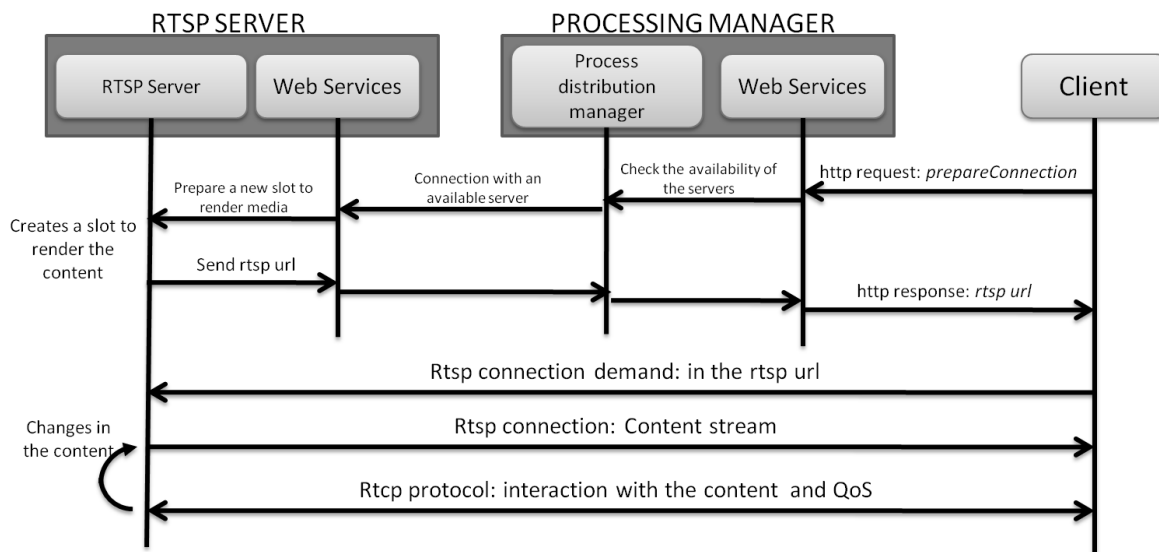 RTSP SERVER
PROCESSING MANAGER
RTSP Server
Web Services
Process
distribution
manager
Web Services
Client
http request: prepareConnection
Check the availability of
the servers
Connection with an
available server
Prepare a new slot to
render media
Creates a slot to
render the
content
Send rtsp url
http response: rtsp url
Rtsp connection demand: in the rtsp url
Rtsp connection: Content stream
Changes in
the content
Rtcp protocol: interaction with the content and QoS